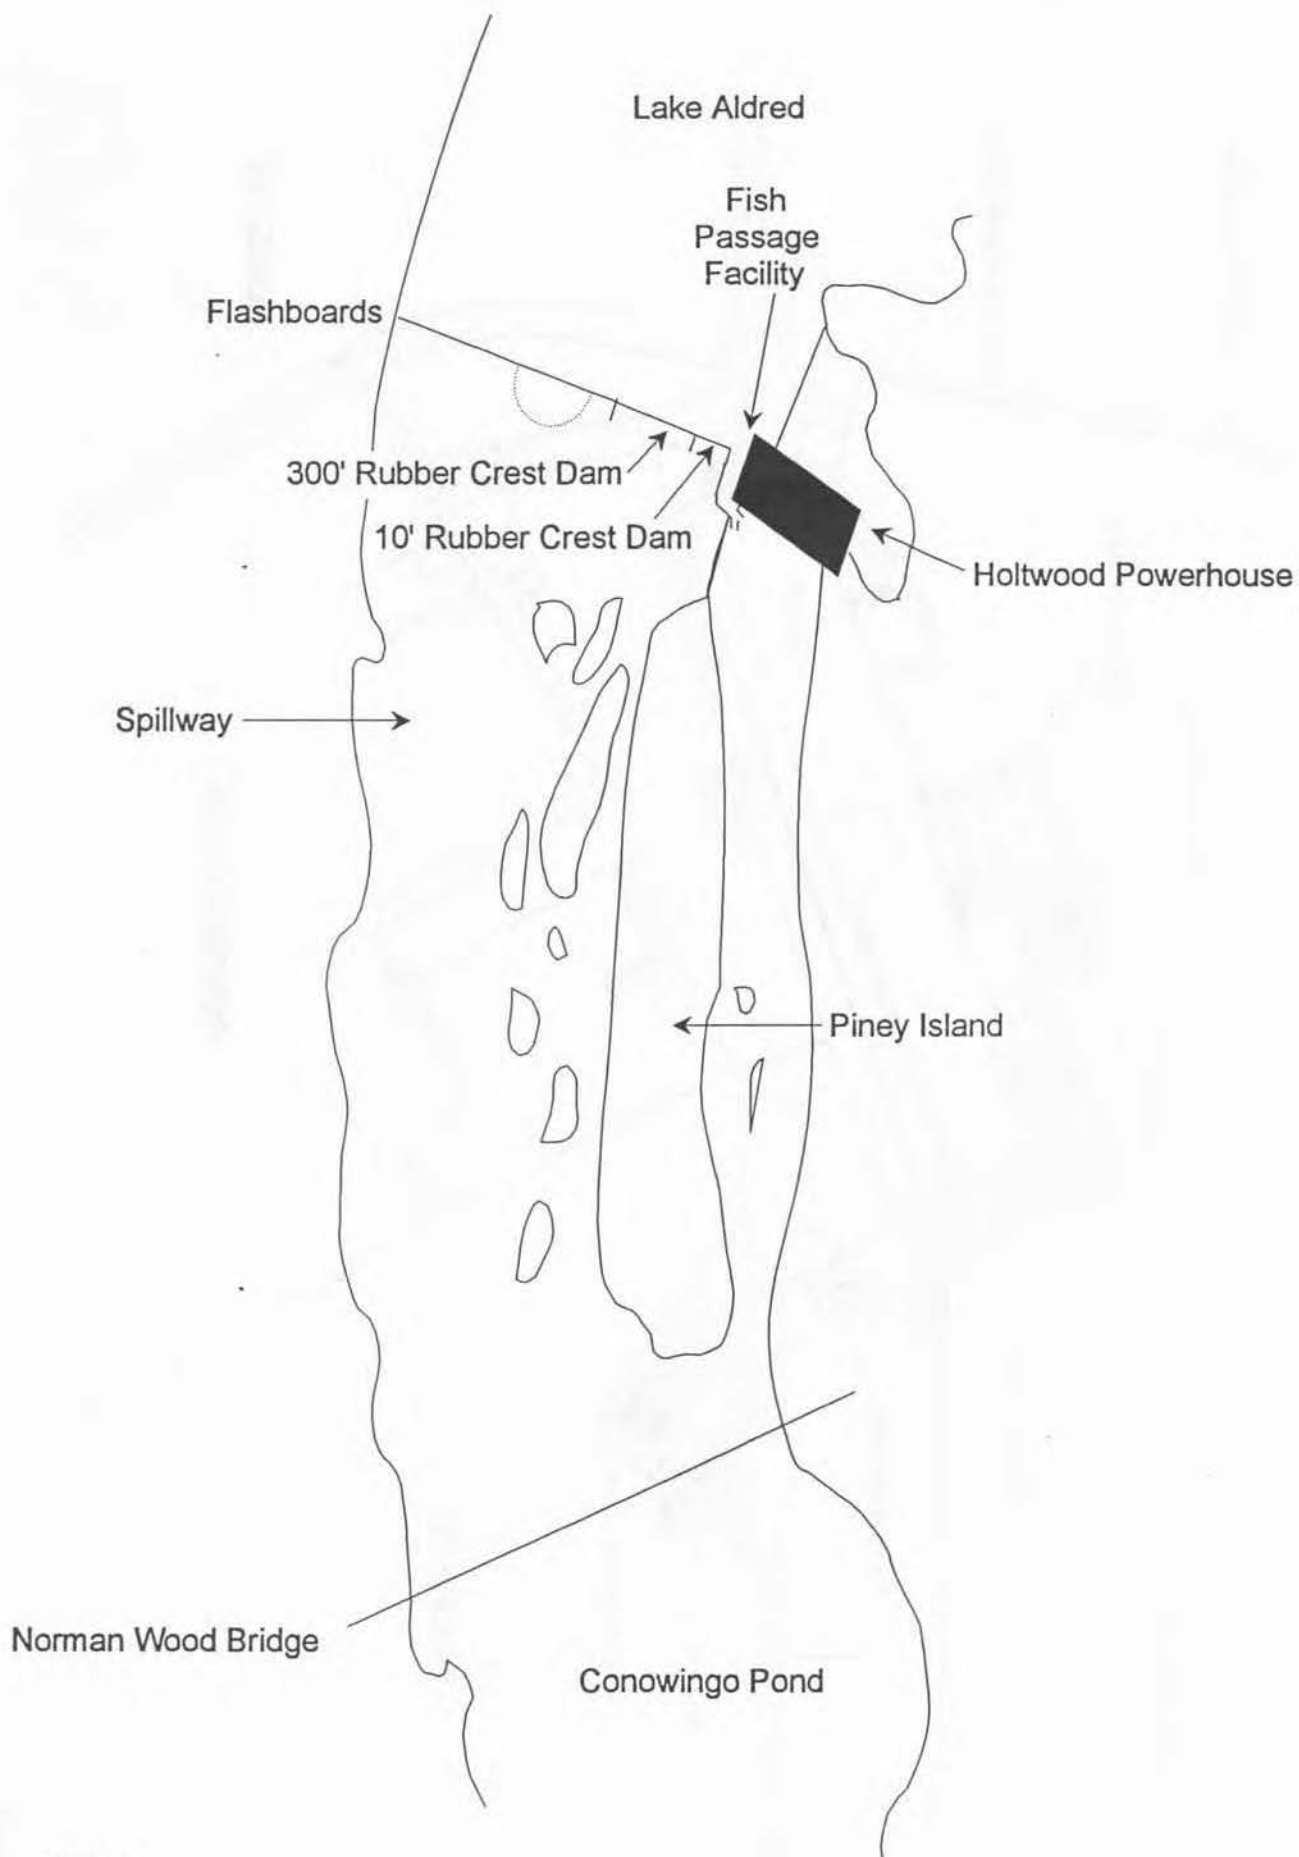 Lake Aldred
Fish
Passage
Facility
Flashboards
300' Rubber Crest Dam
10' Rubber Crest Dam
Holtwood Powerhouse
Spillway
Piney Island
Norman Wood Bridge
Conowingo Pond